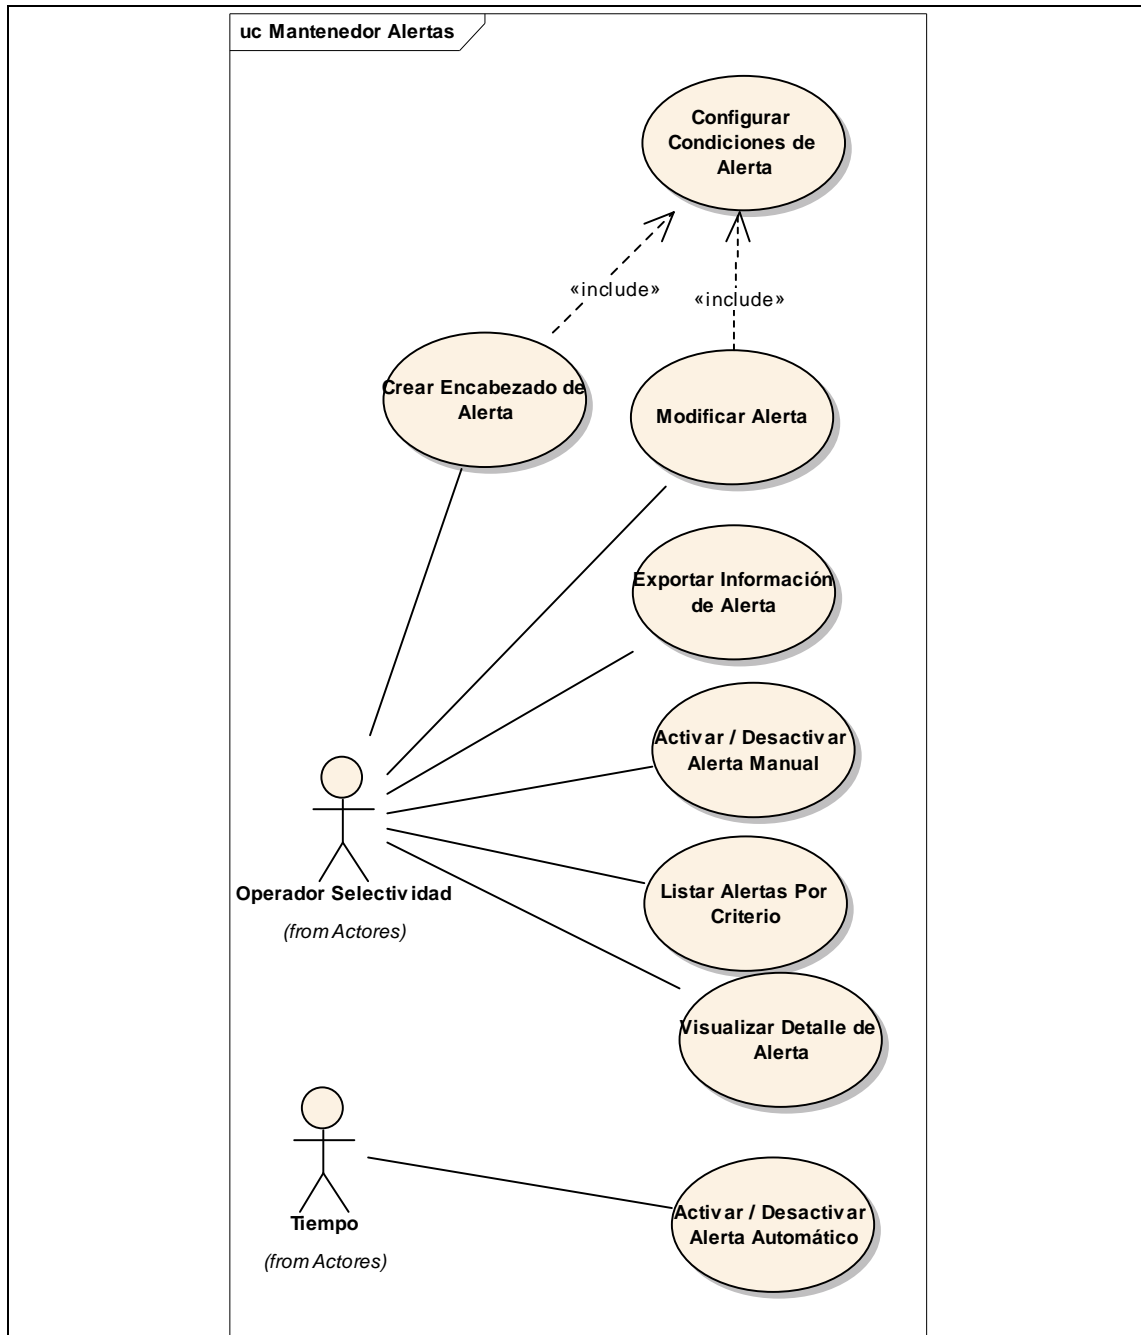 uc Mantenedor Alertas
Configurar
Condiciones de
Alerta
«include»
«include»
Crear Encabezado de
Alerta
Modificar Alerta
Exportar Información
de Alerta
Activar / Desactivar
Alerta Manual
Operador Selectividad
(from Actores)
Listar Alertas Por
Criterio
Visualizar Detalle de
Alerta
Tiempo
(from Actores)
Activar / Desactivar
Alerta Automático